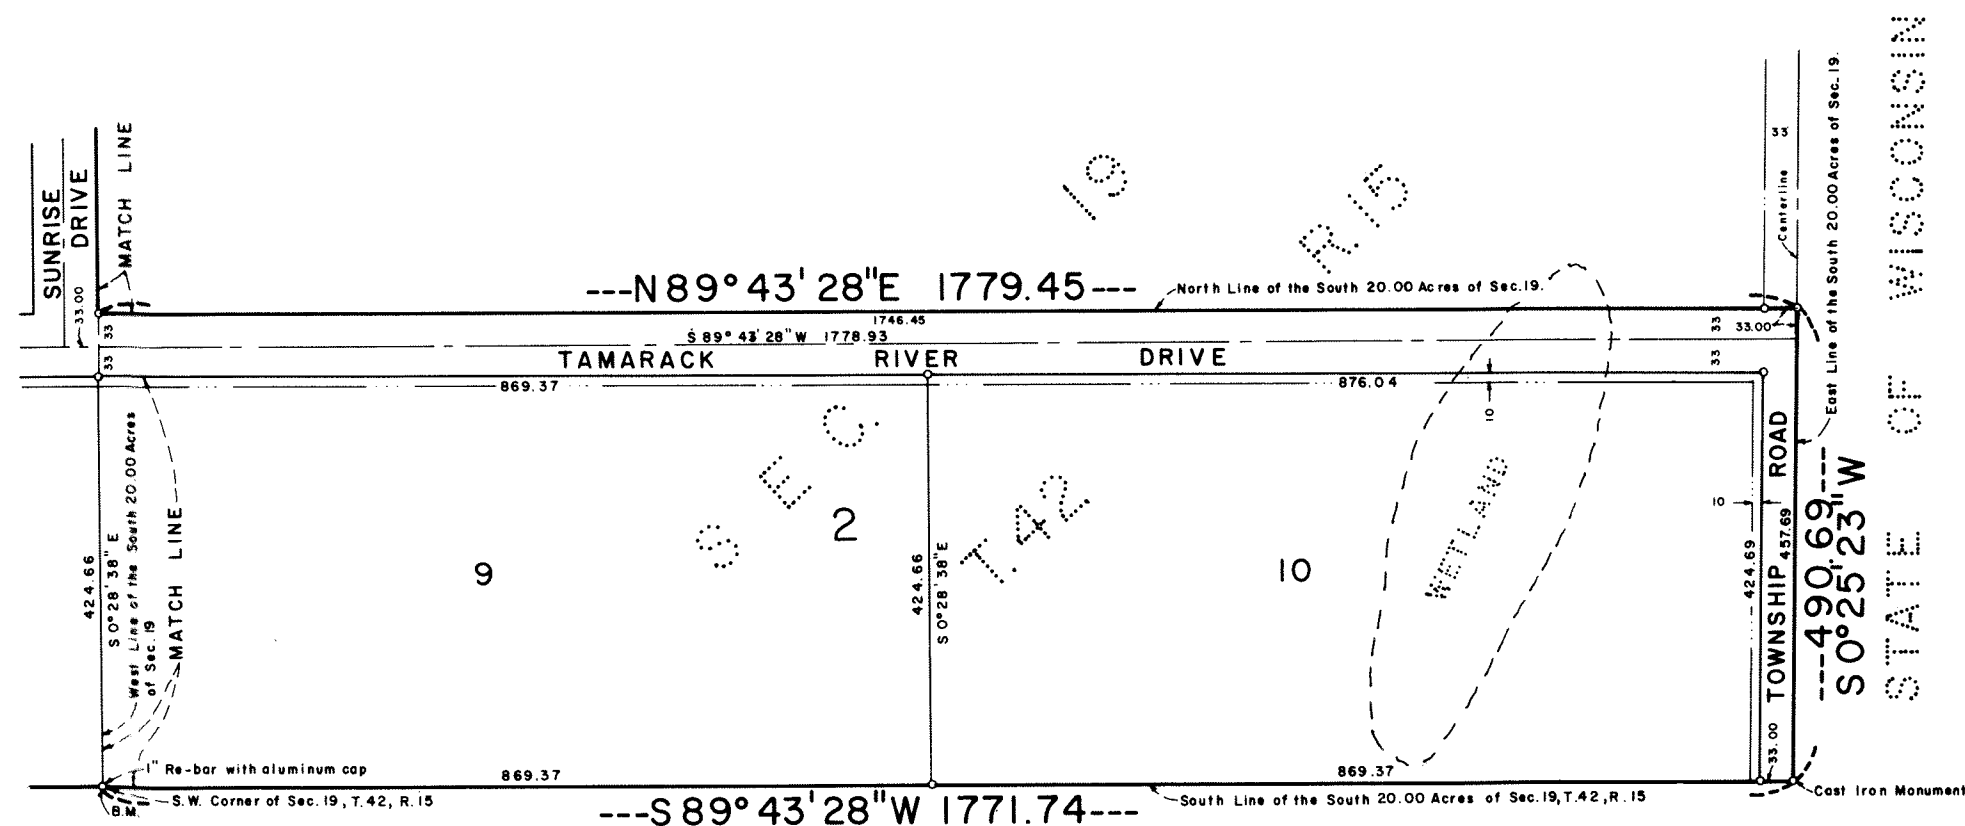 SUNRISE
DRIVE
MATCH LINE
33.00
33
33
---N 89° 43' 28"E 1779.45---
North Line of the South 20.00 Acres of Sec.19.
1746.45
S 89° 43' 28" W 1778.93
TAMARACK RIVER DRIVE
869.37
876.04
19
R.15
33
Centerline
East Line of the South 20.00 Acres of Sec. 19.
STATE OF WISCONSIN
33
33.00
33
10
10
SEC.
T.42
2
9
10
WETLAND
424.66
S 0° 28' 38" E
West Line of the South 20.00 Acres
of Sec. 19
MATCH LINE
424.66
S 0° 28' 38" E
424.69
TOWNSHIP ROAD
457.69
33.00
---490.69---
S 0° 25' 23" W
1" Re-bar with aluminum cap
S.W. Corner of Sec. 19, T. 42, R. 15
B.M.
869.37
869.37
---S 89° 43' 28" W 1771.74---
South Line of the South 20.00 Acres of Sec. 19, T. 42, R. 15
Cast Iron Monument